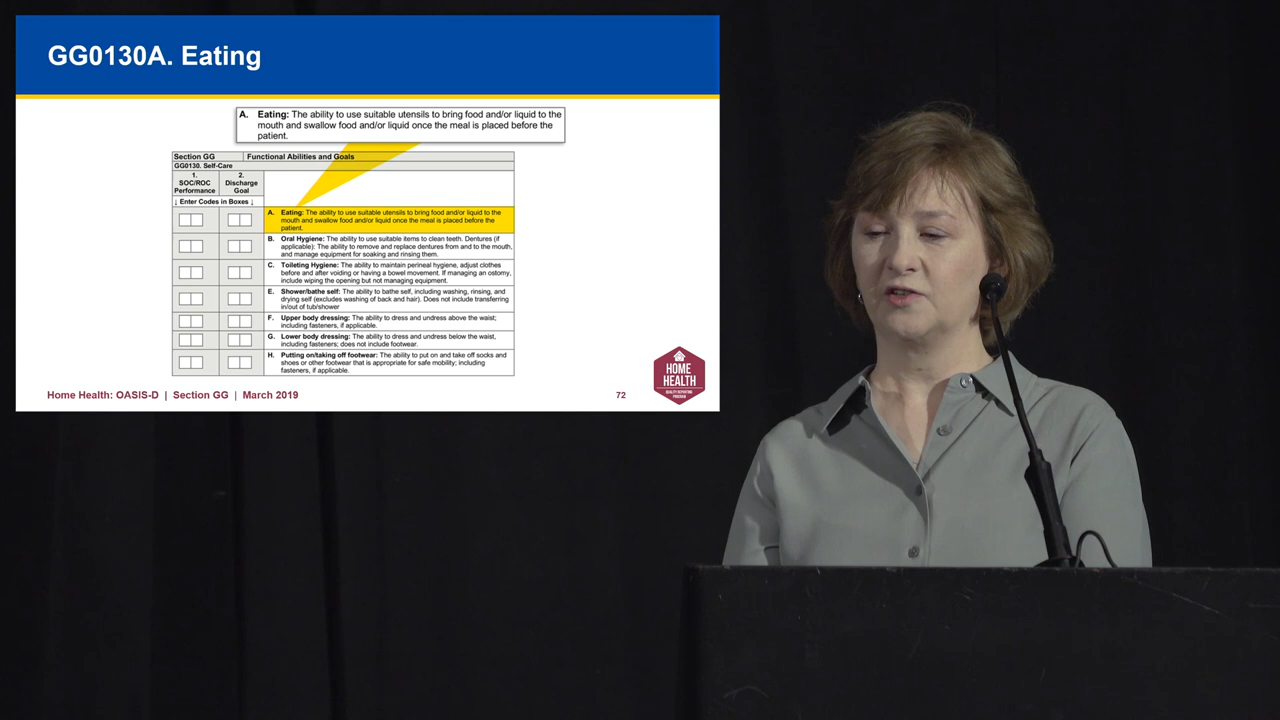 GG0130A. Eating
A. Eating: The ability to use suitable utensils to bring food and/or liquid to the
mouth and swallow food and/or liquid once the meal is placed before the
patient.
Section GG Functional Abilities and Goals
GG0130. Self-Care
1.
SOC/ROC
Performance
2.
Discharge
Goal
↓ Enter Codes in Boxes ↓
A. Eating: The ability to use suitable utensils to bring food and/or liquid to the
mouth and swallow food and/or liquid once the meal is placed before the
patient.
B. Oral Hygiene: The ability to use suitable items to clean teeth. Dentures (if
applicable): The ability to remove and replace dentures from and to the mouth,
and manage equipment for soaking and rinsing them.
C. Toileting Hygiene: The ability to maintain perineal hygiene, adjust clothes
before and after voiding or having a bowel movement. If managing an ostomy,
include wiping the opening but not managing equipment.
E. Shower/bathe self: The ability to bathe self, including washing, rinsing, and
drying self (excludes washing of back and hair). Does not include transferring
in/out of tub/shower
F. Upper body dressing: The ability to dress and undress above the waist;
including fasteners, if applicable.
G. Lower body dressing: The ability to dress and undress below the waist,
including fasteners; does not include footwear.
H. Putting on/taking off footwear: The ability to put on and take off socks and
shoes or other footwear that is appropriate for safe mobility; including
fasteners, if applicable.
Home Health: OASIS-D | Section GG | March 2019
72
HOME
HEALTH
QUALITY REPORTING
PROGRAM